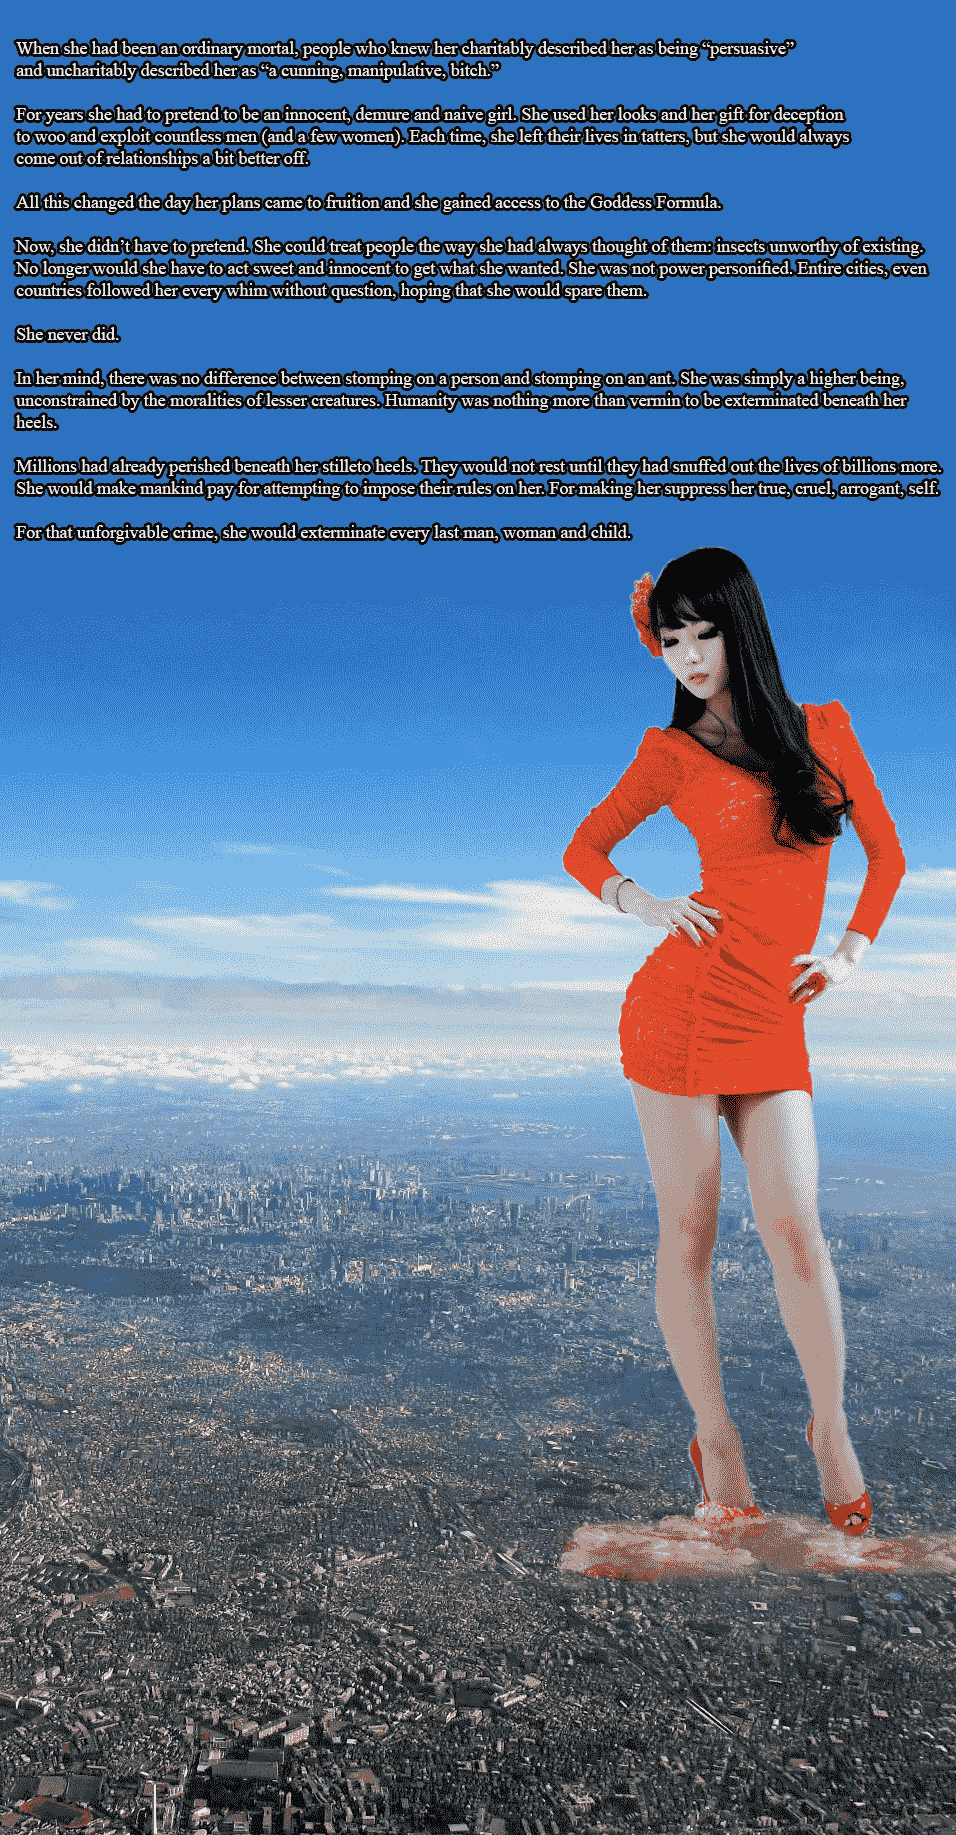 When she had been an ordinary mortal, people who knew her charitably described her as being “persuasive”
and uncharitably described her as “a cunning, manipulative, bitch.”
For years she had to pretend to be an innocent, demure and naive girl. She used her looks and her gift for deception
to woo and exploit countless men (and a few women). Each time, she left their lives in tatters, but she would always
come out of relationships a bit better off.
All this changed the day her plans came to fruition and she gained access to the Goddess Formula.
Now, she didn’t have to pretend. She could treat people the way she had always thought of them: insects unworthy of existing.
No longer would she have to act sweet and innocent to get what she wanted. She was not power personified. Entire cities, even
countries followed her every whim without question, hoping that she would spare them.
She never did.
In her mind, there was no difference between stomping on a person and stomping on an ant. She was simply a higher being,
unconstrained by the moralities of lesser creatures. Humanity was nothing more than vermin to be exterminated beneath her
heels.
Millions had already perished beneath her stilleto heels. They would not rest until they had snuffed out the lives of billions more.
She would make mankind pay for attempting to impose their rules on her. For making her suppress her true, cruel, arrogant, self.
For that unforgivable crime, she would exterminate every last man, woman and child.